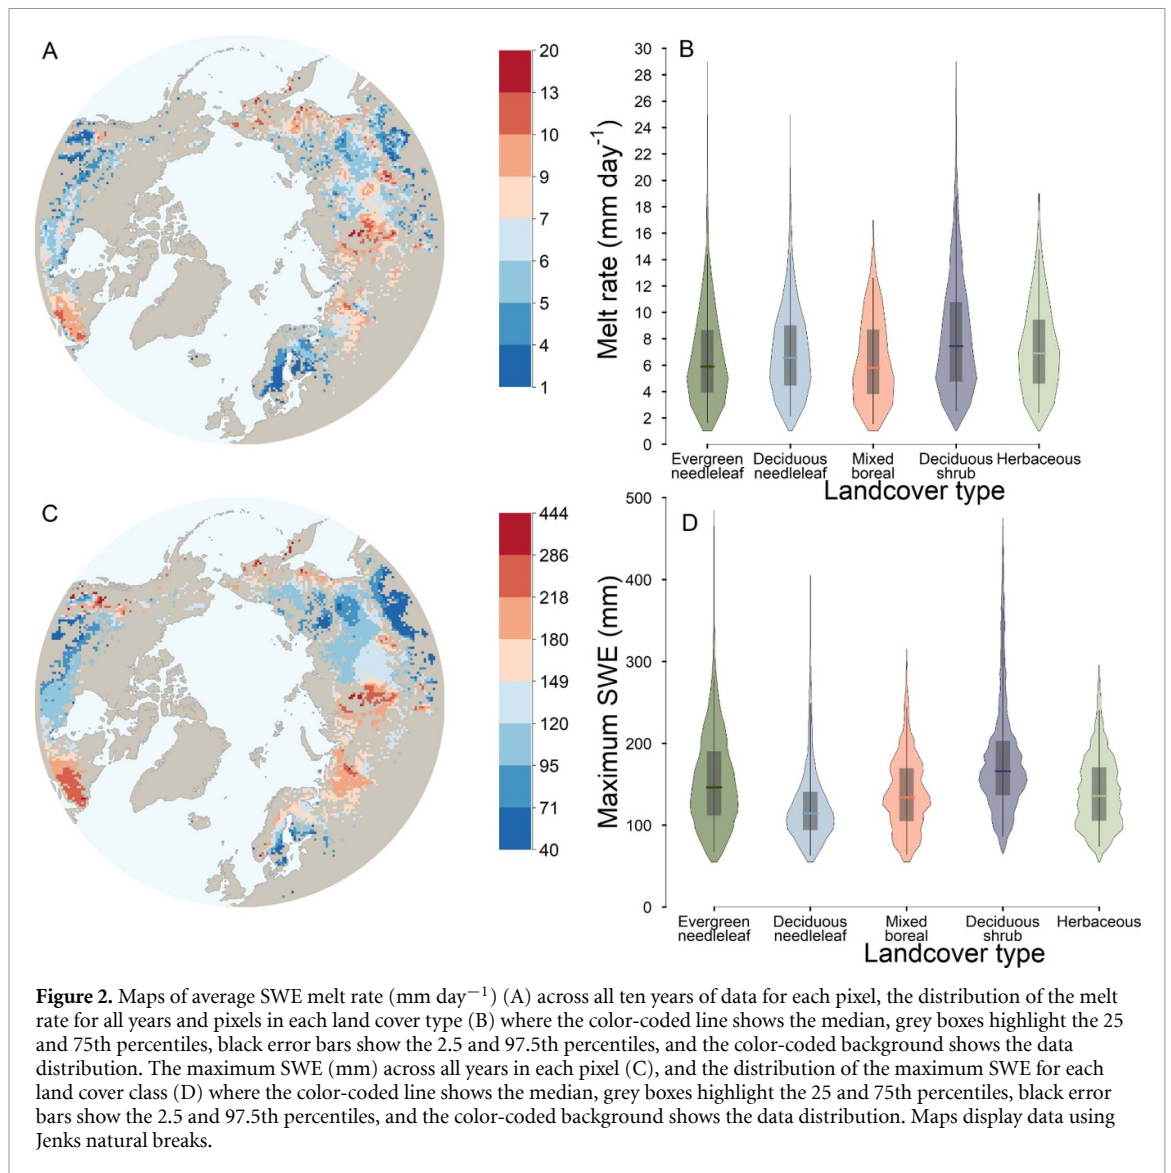 A
20
13
10
9
7
6
5
4
1
B
Melt rate (mm day-1)
30
28
26
24
22
20
18
16
14
12
10
8
6
4
2
0
Evergreen needleleaf
Deciduous needleleaf
Mixed boreal
Deciduous shrub
Herbaceous
Landcover type
C
444
286
218
180
149
120
95
71
40
D
Maximum SWE (mm)
500
400
300
200
100
0
Evergreen needleleaf
Deciduous needleleaf
Mixed boreal
Deciduous shrub
Herbaceous
Landcover type
Figure 2. Maps of average SWE melt rate (mm day−1) (A) across all ten years of data for each pixel, the distribution of the melt
rate for all years and pixels in each land cover type (B) where the color-coded line shows the median, grey boxes highlight the 25
and 75th percentiles, black error bars show the 2.5 and 97.5th percentiles, and the color-coded background shows the data
distribution. The maximum SWE (mm) across all years in each pixel (C), and the distribution of the maximum SWE for each
land cover class (D) where the color-coded line shows the median, grey boxes highlight the 25 and 75th percentiles, black error
bars show the 2.5 and 97.5th percentiles, and the color-coded background shows the data distribution. Maps display data using
Jenks natural breaks.